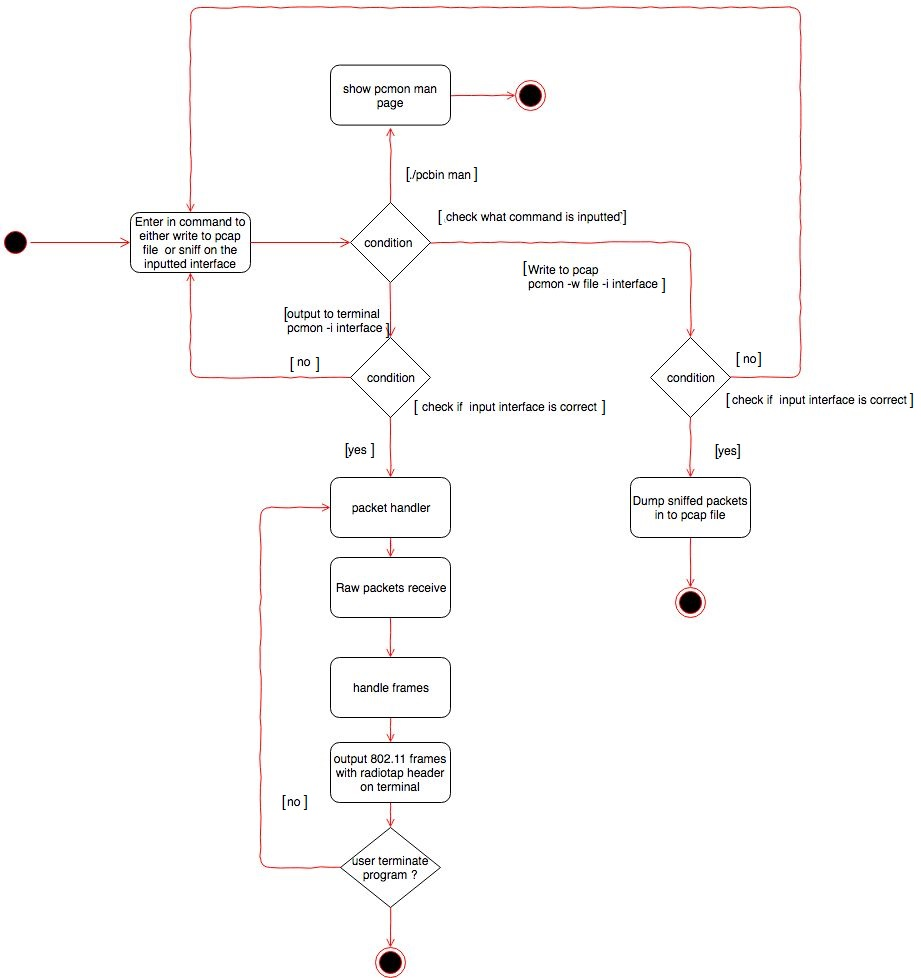 show pcmon man
page
[./pcbin man ]
[ . check what command is inputted']
Enter in command to
either write to pcap
file or sniff on the
inputted interface
condition
[Write to pcap
pcmon -w file -i interface ]
[output to terminal
pcmon -i interface ]
[ no ]
condition
[ check if input interface is correct ]
[ no]
condition
[ check if input interface is correct ]
[yes ]
[yes]
packet handler
Dump sniffed packets
in to pcap file
Raw packets receive
handle frames
output 802.11 frames
with radiotap header
on terminal
[no ]
user terminate
program ?